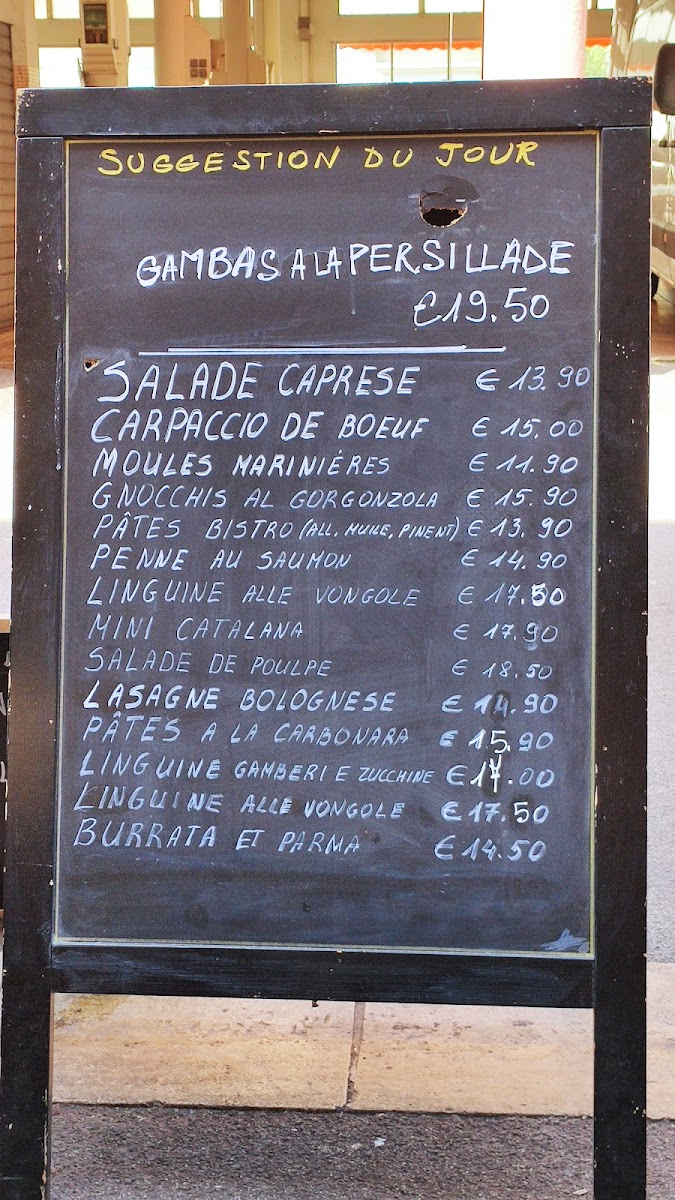 SUGGESTION DU JOUR
GAMBAS A LA PERSILLADE
€19.50
SALADE CAPRESE € 13.90
CARPACCIO DE BOEUF € 15.00
MOULES MARINIÉRES € 11.90
GNOCCHIS AL GORGONZOLA € 15.90
PÂTES BISTRO (ALL, HUILE, PINENT) € 13.90
PENNE AU SAUMON € 14.90
LINGUINE ALLE VONGOLE € 17.50
MINI CATALANA € 17.90
SALADE DE POULPE € 18.50
LASAGNE BOLOGNESE € 14.90
PÂTES A LA CARBONARA € 15.90
LINGUINE GAMBERI E ZUCCHINE € 17.00
LINGUINE ALLE VONGOLE € 17.50
BURRATA ET PARMA € 14.50